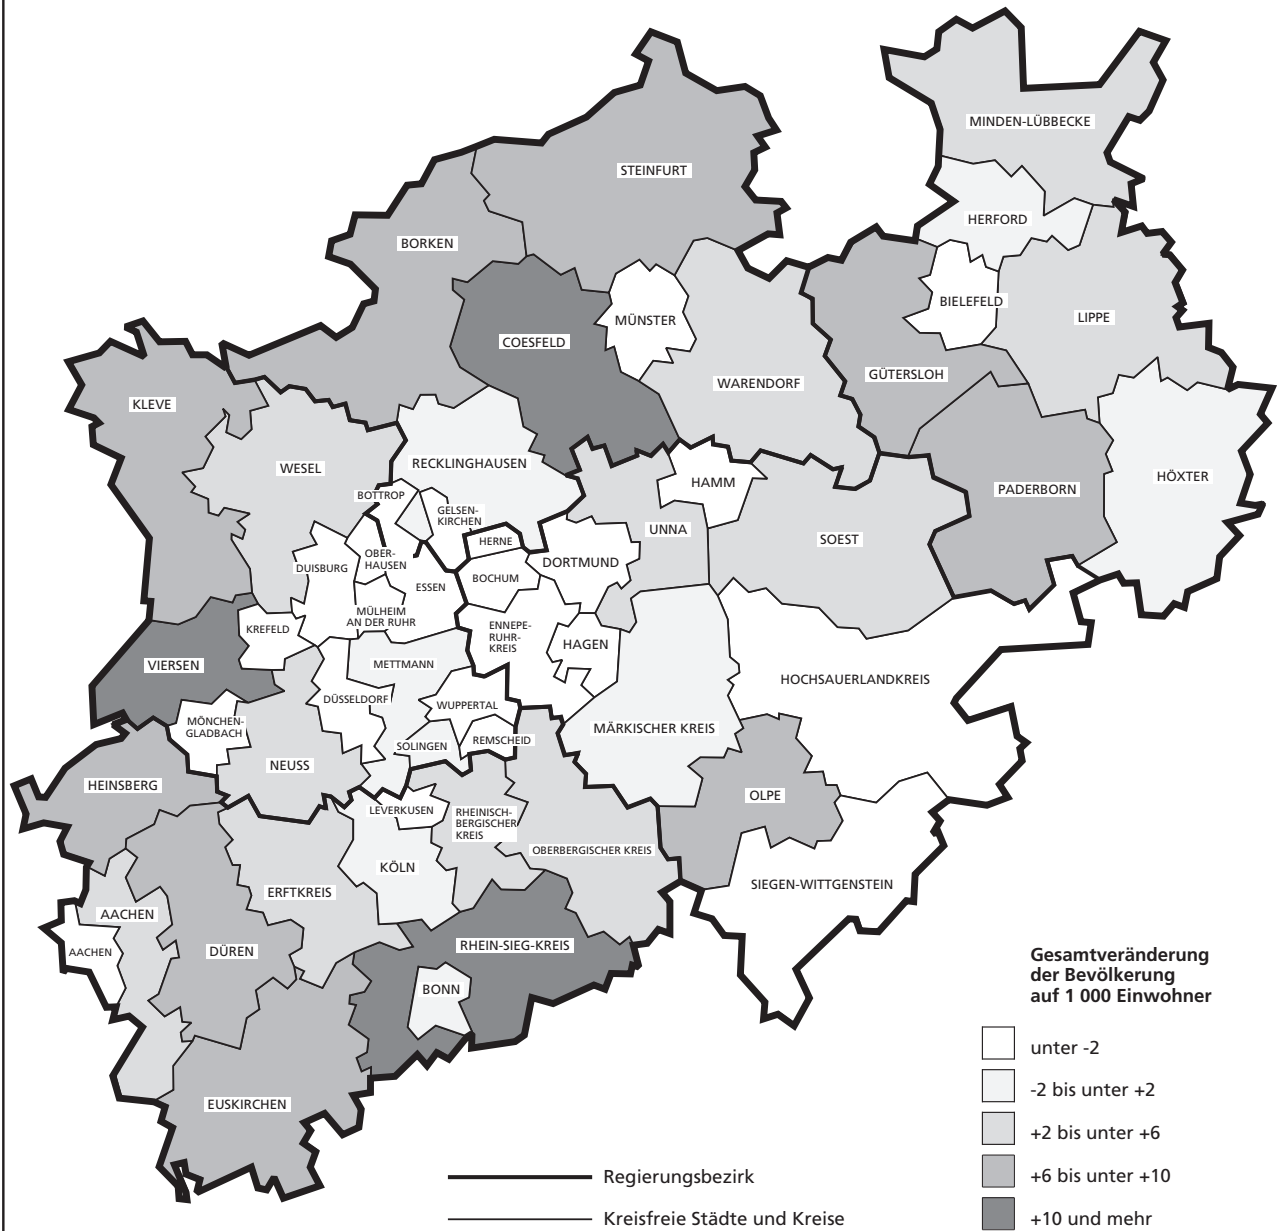 MINDEN-LÜBBECKE
STEINFURT
HERFORD
BORKEN
BIELEFELD
LIPPE
MÜNSTER
COESFELD
GÜTERSLOH
WARENDORF
KLEVE
RECKLINGHAUSEN
WESEL
HÖXTER
HAMM
PADERBORN
BOTTROP
GELSEN-
KIRCHEN
UNNA
SOEST
HERNE
OBER-
HAUSEN
DORTMUND
DUISBURG
BOCHUM
ESSEN
MÜLHEIM
AN DER RUHR
KREFELD
ENNEPE-
RUHR-
KREIS
HAGEN
VIERSEN
METTMANN
HOCHSAUERLANDKREIS
DÜSSELDORF
WUPPERTAL
MÖNCHEN-
GLADBACH
MÄRKISCHER KREIS
REMSCHEID
SOLINGEN
NEUSS
HEINSBERG
OLPE
LEVERKUSEN
RHEINISCH-
BERGISCHER
KREIS
OBERBERGISCHER KREIS
KÖLN
SIEGEN-WITTGENSTEIN
ERFTKREIS
AACHEN
RHEIN-SIEG-KREIS
AACHEN
DÜREN
BONN
EUSKIRCHEN
Gesamtveränderung
der Bevölkerung
auf 1 000 Einwohner
unter -2
-2 bis unter +2
+2 bis unter +6
+6 bis unter +10
+10 und mehr
Regierungsbezirk
Kreisfreie Städte und Kreise